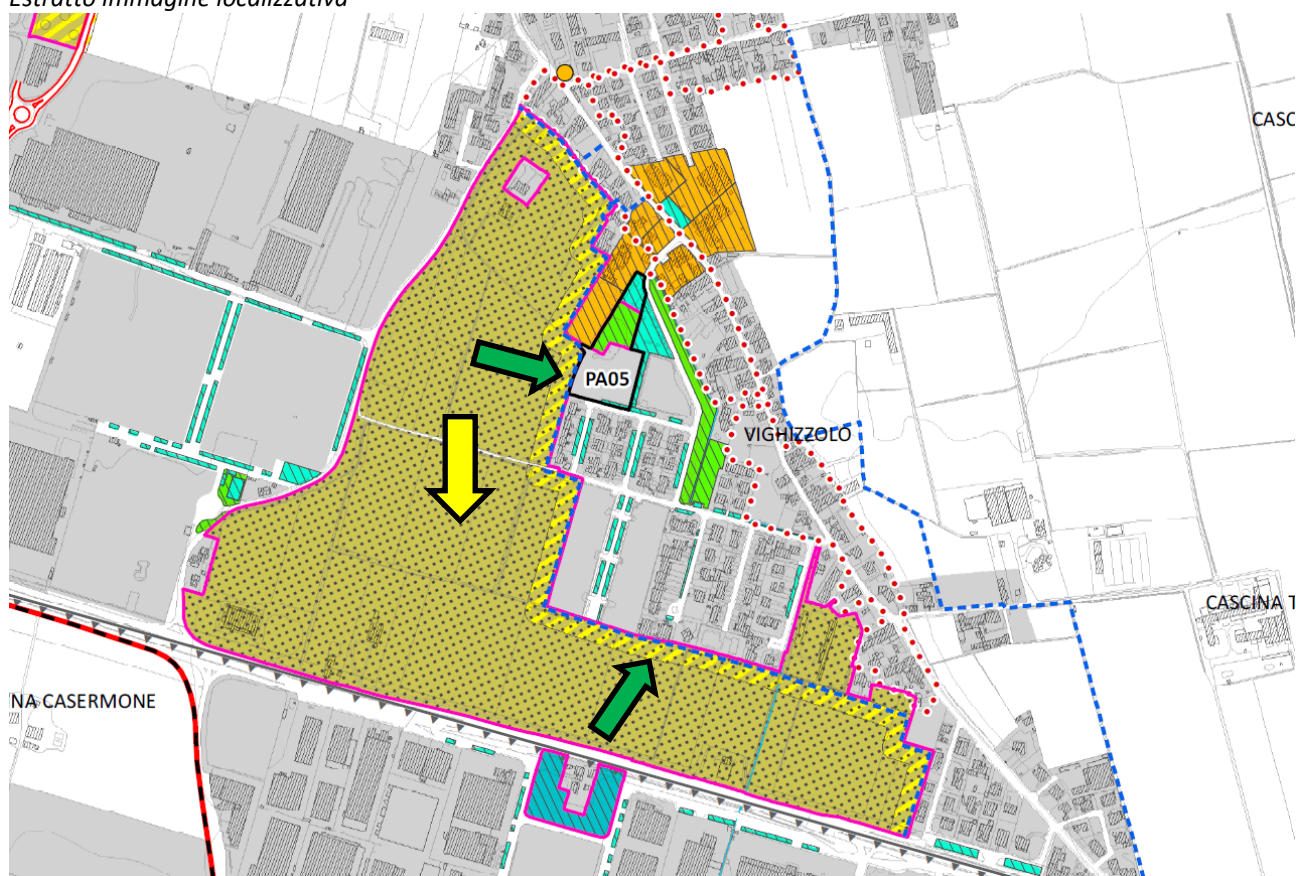 Estratto immagine localizzativa
CASC
PA05
VIGHIZZOLO
CASCINA T
NA CASERMONE